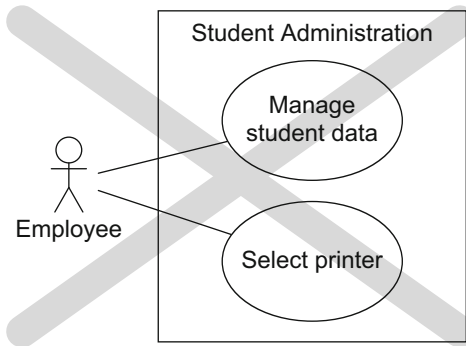 Student Administration
Manage
student data
Employee
Select printer